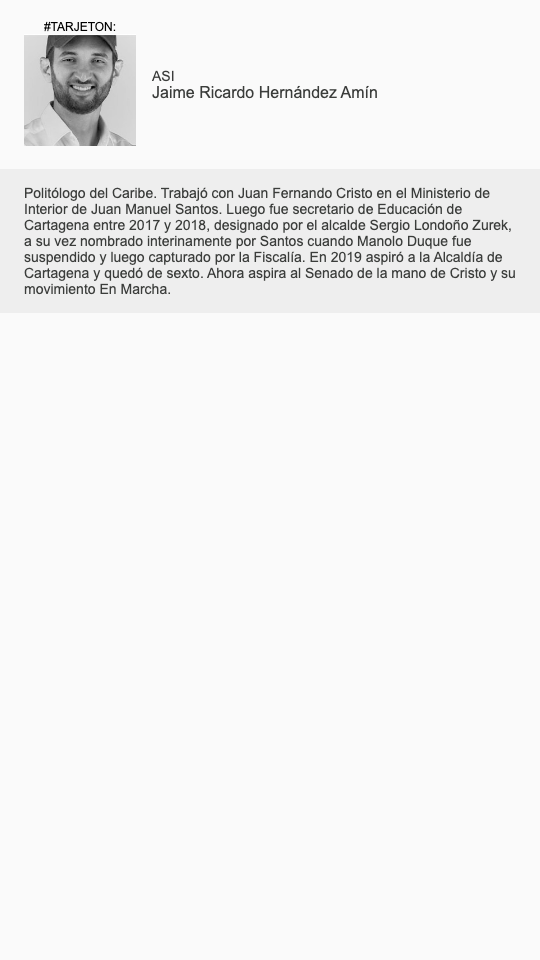 #TARJETON:
ASI
Jaime Ricardo Hernández Amín
Politólogo del Caribe. Trabajó con Juan Fernando Cristo en el Ministerio de
Interior de Juan Manuel Santos. Luego fue secretario de Educación de
Cartagena entre 2017 y 2018, designado por el alcalde Sergio Londoño Zurek,
a su vez nombrado interinamente por Santos cuando Manolo Duque fue
suspendido y luego capturado por la Fiscalía. En 2019 aspiró a la Alcaldía de
Cartagena y quedó de sexto. Ahora aspira al Senado de la mano de Cristo y su
movimiento En Marcha.